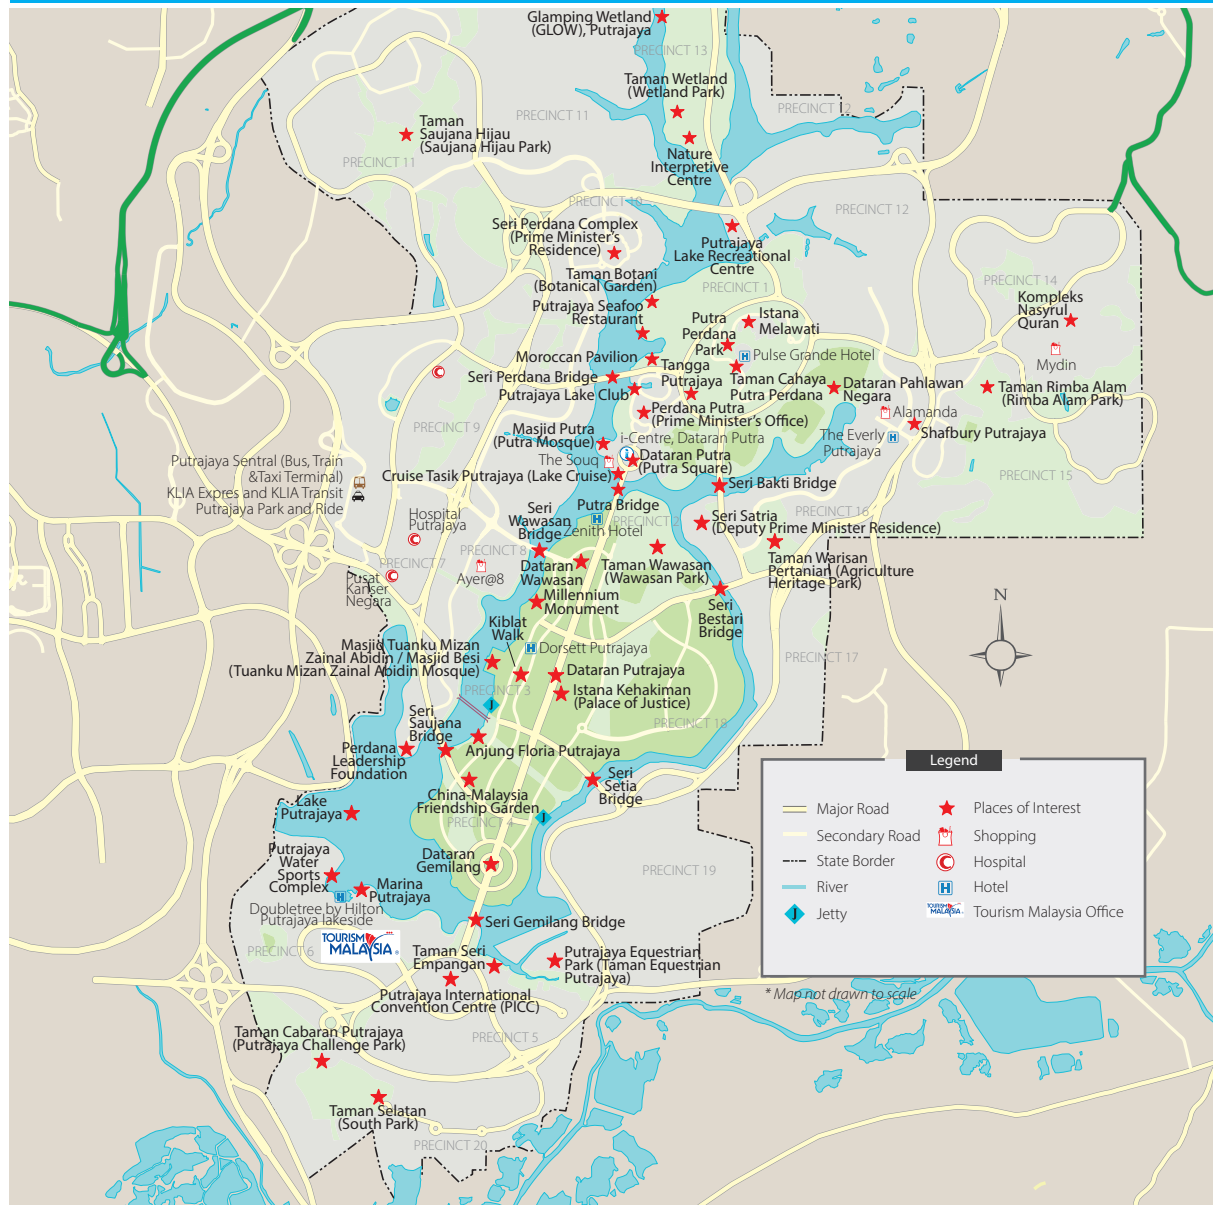 Glamping Wetland
(GLOW), Putrajaya
PRECINCT 13
Taman Wetland
(Wetland Park)
PRECINCT 12
PRECINCT 11
Taman
Saujana Hijau
(Saujana Hijau Park)
PRECINCT 11
Nature
Interpretive
Centre
PRECINCT 10
PRECINCT 12
Seri Perdana Complex
(Prime Minister's
Residence)
Putrajaya
Lake Recreational
Centre
Taman Botani
(Botanical Garden)
PRECINCT 1
PRECINCT 14
Kompleks
Nasyrul
Quran
Putrajaya Seafoo
Restaurant
Putra
Perdana
Park
Istana
Melawati
Moroccan Pavilion
Tangga
Putrajaya
Pulse Grande Hotel
Mydin
Seri Perdana Bridge
Putrajaya Lake Club
Taman Cahaya
Putra Perdana
Dataran Pahlawan
Negara
Taman Rimba Alam
(Rimba Alam Park)
Perdana Putra
(Prime Minister's Office)
Alamanda
PRECINCT 9
Masjid Putra
(Putra Mosque)
i-Centre, Dataran Putra
The Everly
Putrajaya
Shafbury Putrajaya
The Souq
Dataran Putra
(Putra Square)
Putrajaya Sentral (Bus, Train
&Taxi Terminal)
KLIA Expres and KLIA Transit
Putrajaya Park and Ride
Cruise Tasik Putrajaya (Lake Cruise)
Seri Bakti Bridge
PRECINCT 15
Putra Bridge
Seri
Wawasan
Bridge
Zenith Hotel
PRECINCT 2
PRECINCT 16
Seri Satria
(Deputy Prime Minister Residence)
Hospital
Putrajaya
PRECINCT 8
PRECINCT 7
Ayer@8
Dataran
Wawasan
Taman Wawasan
(Wawasan Park)
Taman Warisan
Pertanian (Agriculture
Heritage Park)
Pusat
Kanser
Negara
Millennium
Monument
Seri
Bestari
Bridge
N
Kiblat
Walk
Dorsett Putrajaya
Masjid Tuanku Mizan
Zainal Abidin / Masjid Besi
(Tuanku Mizan Zainal Abidin Mosque)
PRECINCT 17
Dataran Putrajaya
PRECINCT 3
Istana Kehakiman
(Palace of Justice)
J
Seri
Saujana
Bridge
PRECINCT 18
Perdana
Leadership
Foundation
Anjung Floria Putrajaya
Seri
Setia
Bridge
China-Malaysia
Friendship Garden
Lake
Putrajaya
PRECINCT 4
J
Putrajaya
Water
Sports
Complex
Dataran
Gemilang
PRECINCT 19
Marina
Putrajaya
Doubletree by Hilton
Putrajaya lakeside
Seri Gemilang Bridge
TOURISM
MALAYSIA
PRECINCT 6
Taman Seri
Empangan
Putrajaya Equestrian
Park (Taman Equestrian
Putrajaya)
Putrajaya International
Convention Centre (PICC)
PRECINCT 5
Taman Cabaran Putrajaya
(Putrajaya Challenge Park)
Taman Selatan
(South Park)
PRECINCT 20
Legend
Major Road
Secondary Road
State Border
River
J Jetty
Places of Interest
Shopping
Hospital
H Hotel
TOURISM MALAYSIA Tourism Malaysia Office
* Map not drawn to scale